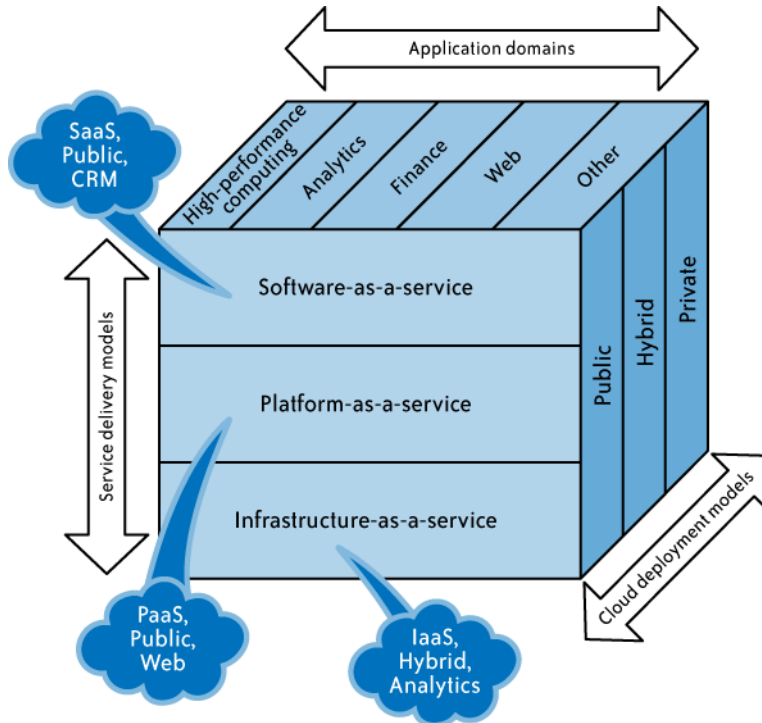 Application domains
SaaS,
Public,
CRM
High-performance
computing
Analytics
Finance
Web
Other
Service delivery models
Software-as-a-service
Platform-as-a-service
Infrastructure-as-a-service
Public
Hybrid
Private
Cloud deployment models
PaaS,
Public,
Web
IaaS,
Hybrid,
Analytics